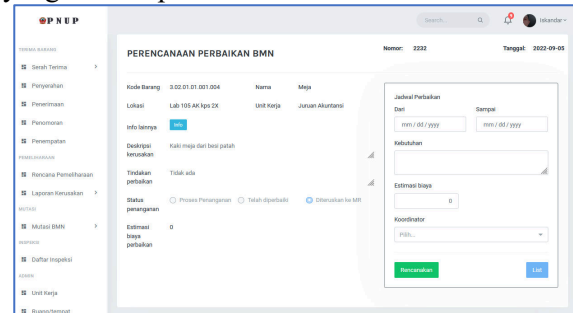 PNUP
Search...
Iskandar
TERIMA BARANG
Serah Terima
Penyerahan
Penerimaan
Penomeran
Penempatan
PEMELIHARAAN
Rencana Pemeliharaan
Laporan Kerusakan
MUTASI
Mutasi BMN
INSPEKSI
Daftar Inspeksi
ADMIN
Unit Kerja
Ruang/tempat
PERENCANAAN PERBAIKAN BMN
Nomor: 2232 Tanggal: 2022-09-05
Kode Barang 3.02.01.01.001.004 Nama Meja
Lokasi Lab 105 AK kps 2X Unit Kerja Juruan Akuntansi
Info lainnya Info
Deskripsi kerusakan Kaki meja dari besi patah
Tindakan perbaikan Tidak ada
Status penanganan Proses Penanganan Telah diperbaiki Diteruskan ke MR
Estimasi biaya perbaikan 0
Jadwal Perbaikan
Dari Sampai
mm / dd / yyyy mm / dd / yyyy
Kebutuhan
Estimasi biaya
0
Koordinator
Pilih...
Rencanakan List